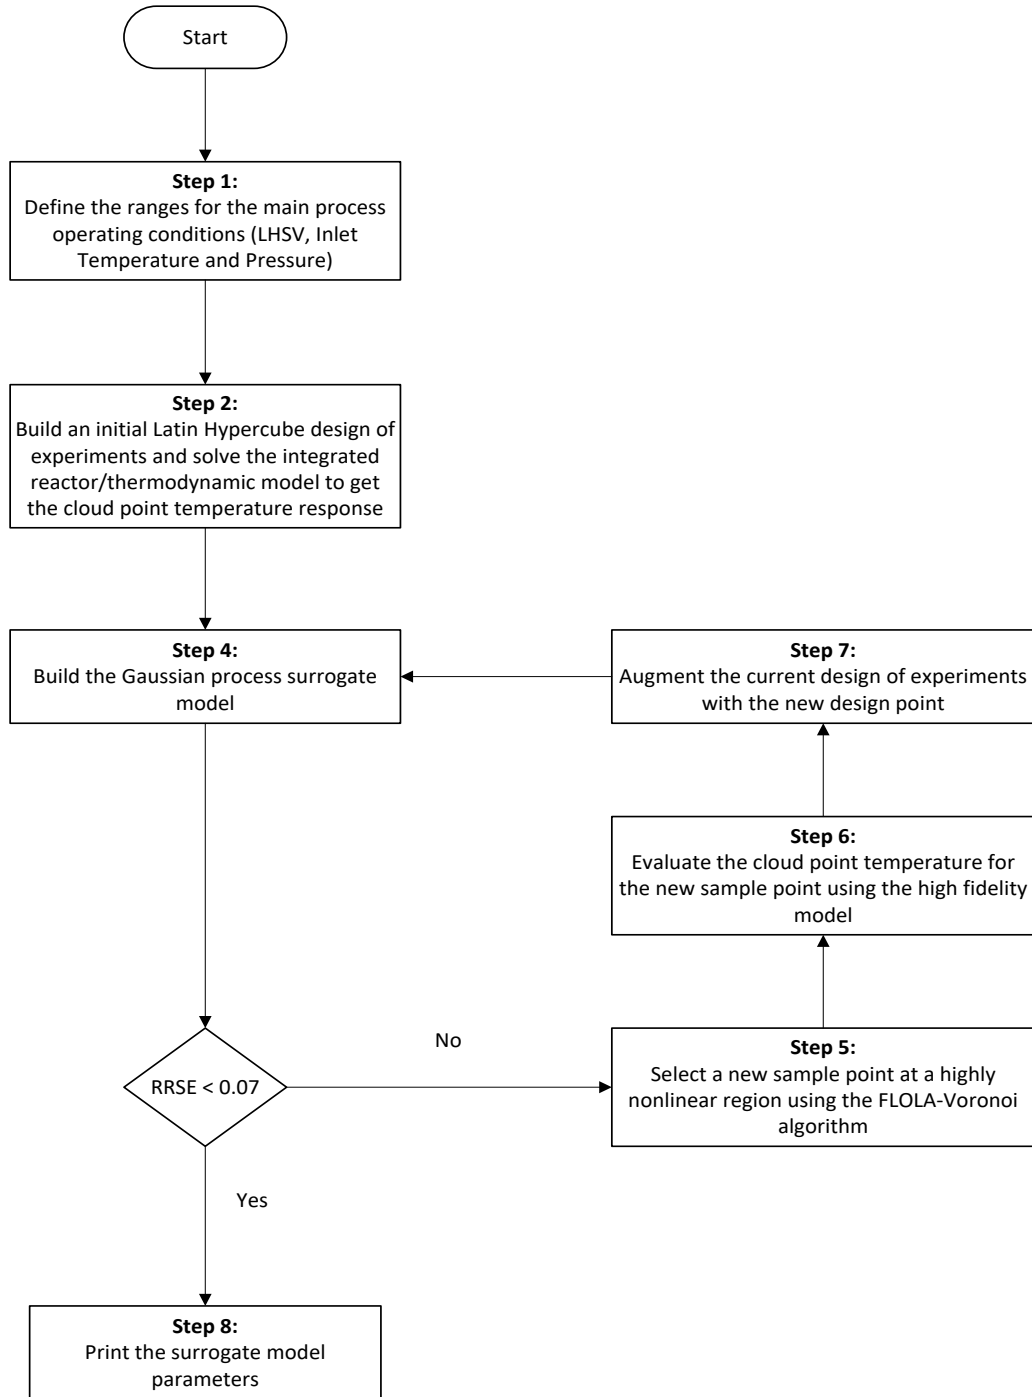 Start
Step 1:
Define the ranges for the main process
operating conditions (LHSV, Inlet
Temperature and Pressure)
Step 2:
Build an initial Latin Hypercube design of
experiments and solve the integrated
reactor/thermodynamic model to get
the cloud point temperature response
Step 4:
Build the Gaussian process surrogate
model
Step 7:
Augment the current design of experiments
with the new design point
Step 6:
Evaluate the cloud point temperature for
the new sample point using the high fidelity
model
RRSE < 0.07
No
Step 5:
Select a new sample point at a highly
nonlinear region using the FLOLA-Voronoi
algorithm
Yes
Step 8:
Print the surrogate model
parameters